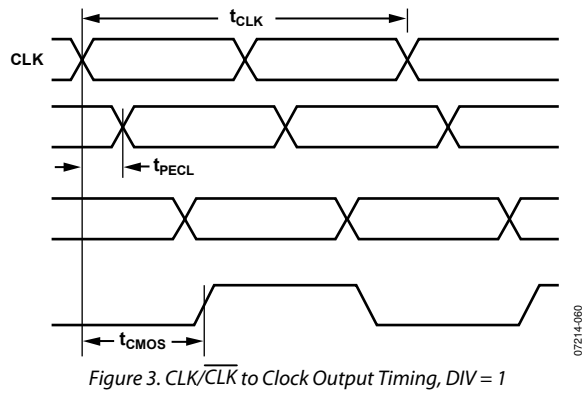 tCLK
CLK
tPECL
tCMOS
07214-060
Figure 3. CLK/CLK to Clock Output Timing, DIV = 1